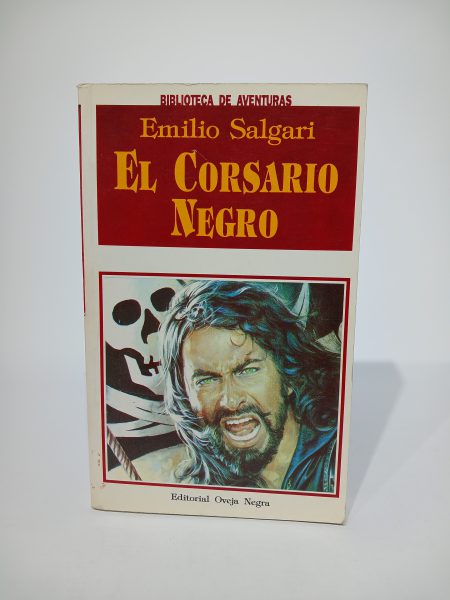 BIBLIOTECA DE AVENTURAS
Emilio Salgari
EL CORSARIO
NEGRO
Editorial Oveja Negra